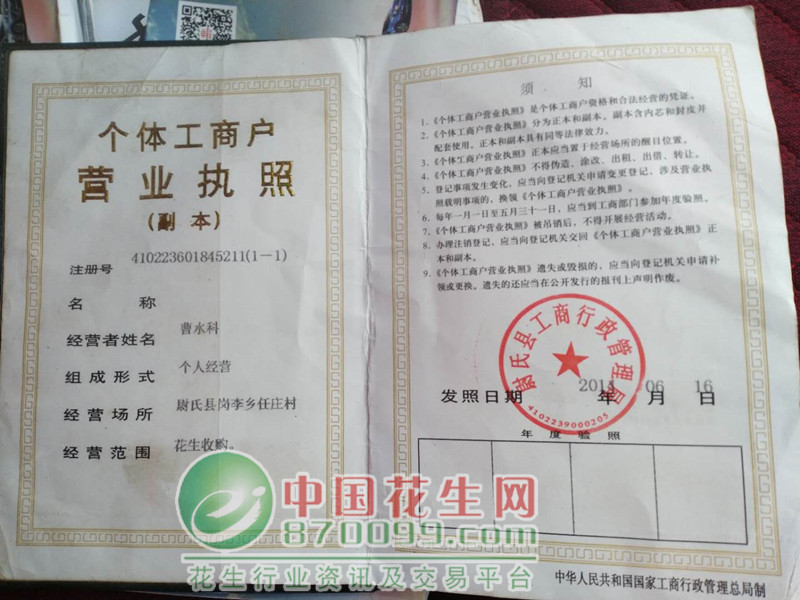 个体工商户
营业执照
(副本)
注册号 410223601845211(1-1)
名 称
经营者姓名 曹水科
组成形式 个人经营
经营场所 尉氏县岗李乡任庄村
经营范围 花生收购。
须 知
1、《个体工商户营业执照》是个体工商户资格和合法经营的凭证。
2、《个体工商户营业执照》分为正本和副本。副本含内芯和封皮并
配套使用。正本和副本具有同等法律效力。
3、《个体工商户营业执照》正本应当置于经营场所的醒目位置。
4、《个体工商户营业执照》不得伪造、涂改、出租、出借、转让。
5、登记事项发生变化，应当向登记机关申请变更登记，涉及营业执
照载明事项的，换领《个体工商户营业执照》。
6、每年一月一日至五月三十一日，应当到工商部门参加年度验照。
7、《个体工商户营业执照》被吊销后，不得开展经营活动。
8、办理注销登记，应当向登记机关交回《个体工商户营业执照》正
本和副本。
9、《个体工商户营业执照》遗失或毁损的，应当向登记机关申请补
领或更换。遗失的还应当在公开发行的报刊上声明作废。
尉氏县工商行政管理局
4102239000205
发照日期 2014 年 06 月 16 日
年度验照
中华人民共和国国家工商行政管理总局制
中国花生网
870099.com
花生行业资讯及交易平台